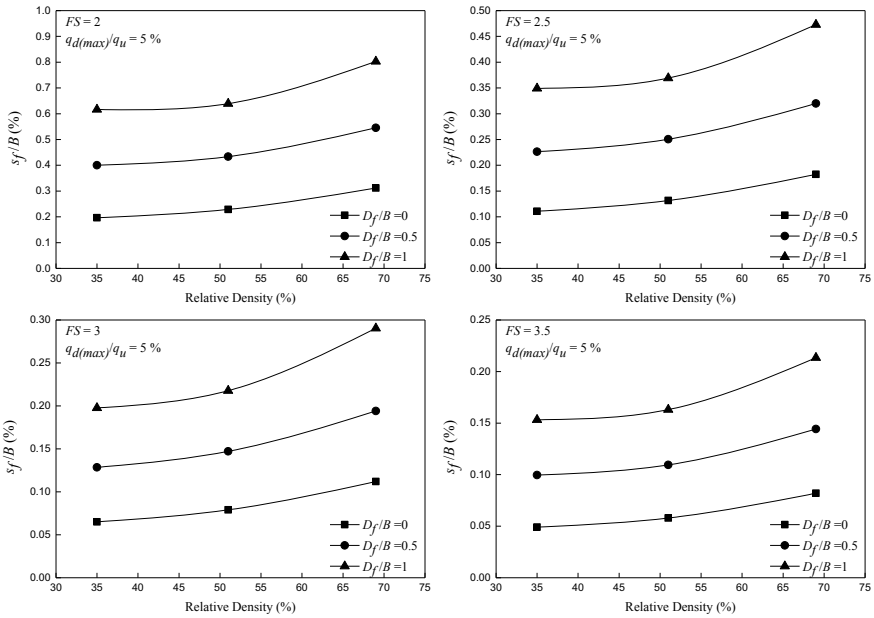 FS = 2
q_d(max)/q_u = 5 %
1.0
0.9
0.8
0.7
0.6
0.5
0.4
0.3
0.2
0.1
0.0
s_f/B (%)
D_f/B =0
D_f/B =0.5
D_f/B =1
30 35 40 45 50 55 60 65 70 75
Relative Density (%)
FS = 2.5
q_d(max)/q_u = 5 %
0.50
0.45
0.40
0.35
0.30
0.25
0.20
0.15
0.10
0.05
0.00
s_f/B (%)
D_f/B =0
D_f/B =0.5
D_f/B =1
30 35 40 45 50 55 60 65 70 75
Relative Density (%)
FS = 3
q_d(max)/q_u = 5 %
0.30
0.25
0.20
0.15
0.10
0.05
0.00
s_f/B (%)
D_f/B =0
D_f/B =0.5
D_f/B =1
30 35 40 45 50 55 60 65 70 75
Relative Density (%)
FS = 3.5
q_d(max)/q_u = 5 %
0.25
0.20
0.15
0.10
0.05
0.00
s_f/B (%)
D_f/B =0
D_f/B =0.5
D_f/B =1
30 35 40 45 50 55 60 65 70 75
Relative Density (%)